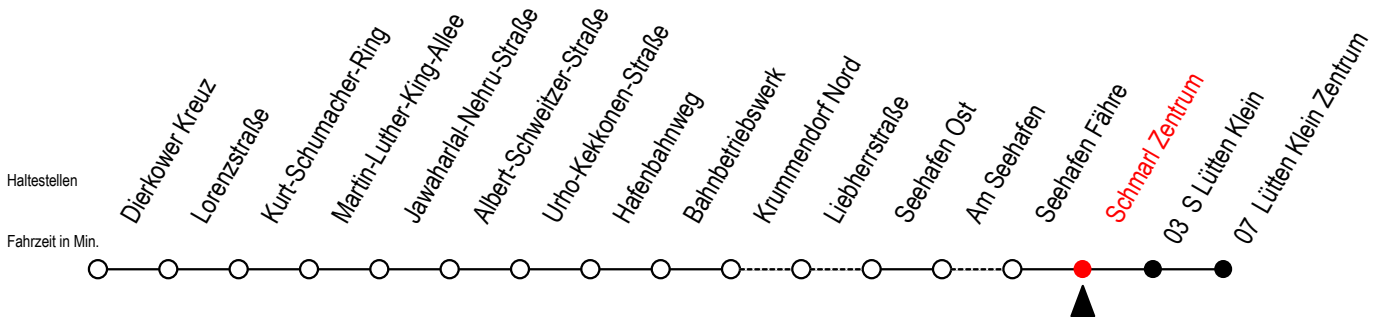 Haltestellen
Dierkower Kreuz
Lorenzstraße
Kurt-Schumacher-Ring
Martin-Luther-King-Allee
Jawaharlal-Nehru-Straße
Albert-Schweitzer-Straße
Urho-Kekkonen-Straße
Hafenbahnweg
Bahnbetriebswerk
Krummendorf Nord
Liebherrstraße
Seehafen Ost
Am Seehafen
Seehafen Fähre
Schmarl Zentrum
03 S Lütten Klein
07 Lütten Klein Zentrum
Fahrzeit in Min.